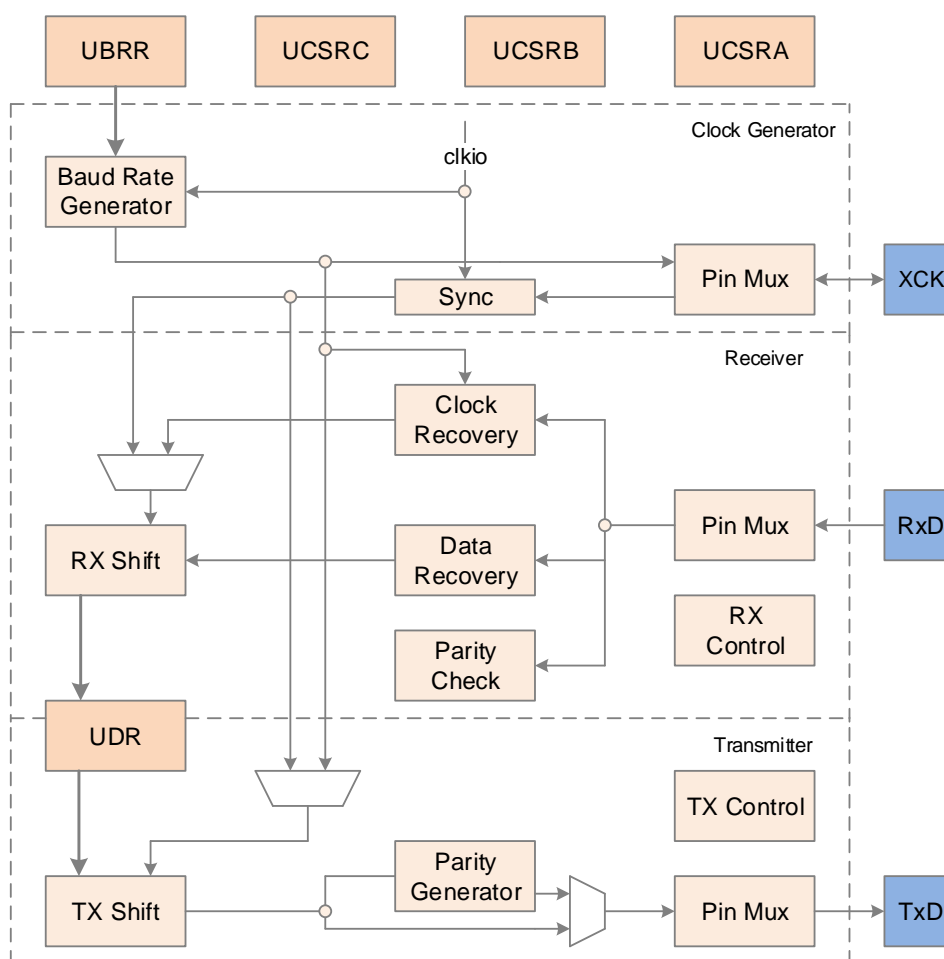 UBRR
UCSRC
UCSRB
UCSRA
Clock Generator
clkio
Baud Rate
Generator
Sync
Pin Mux
XCK
Receiver
Clock
Recovery
RX Shift
Data
Recovery
Pin Mux
RxD
RX
Control
Parity
Check
UDR
Transmitter
TX Control
TX Shift
Parity
Generator
Pin Mux
TxD